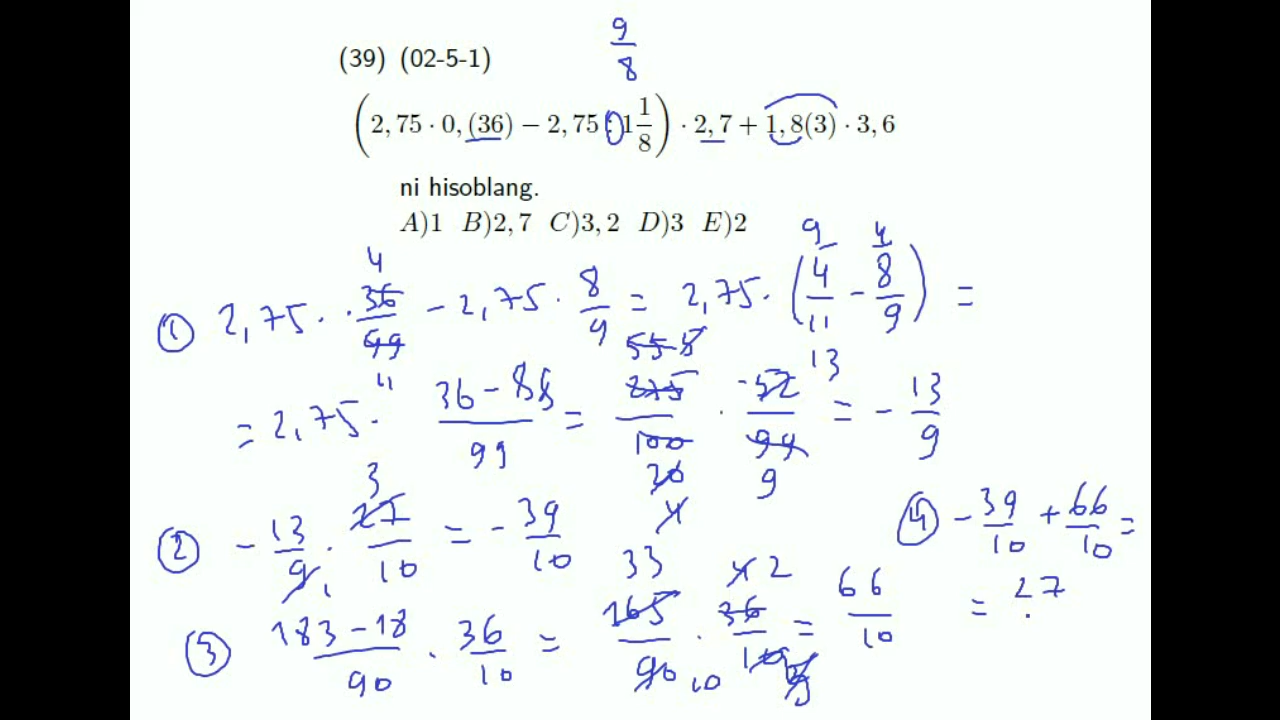 9/8
(39) (02-5-1)
(2,75 · 0,(36) − 2,75 : 1 1/8) · 2,7 + 1,8(3) · 3,6
ni hisoblang.
A)1 B)2,7 C)3,2 D)3 E)2
① 2,75 · 36/99 − 2,75 · 8/9 = 2,75 · (4/11 − 8/9) =
= 2,75 · (36 − 88)/99 = 275/100 · −52/99 = − 13/9
② − 13/9 · 27/10 = − 39/10
③ (183 − 18)/90 · 36/10 = 165/90 · 36/10 = 66/10
④ − 39/10 + 66/10 =
= 27